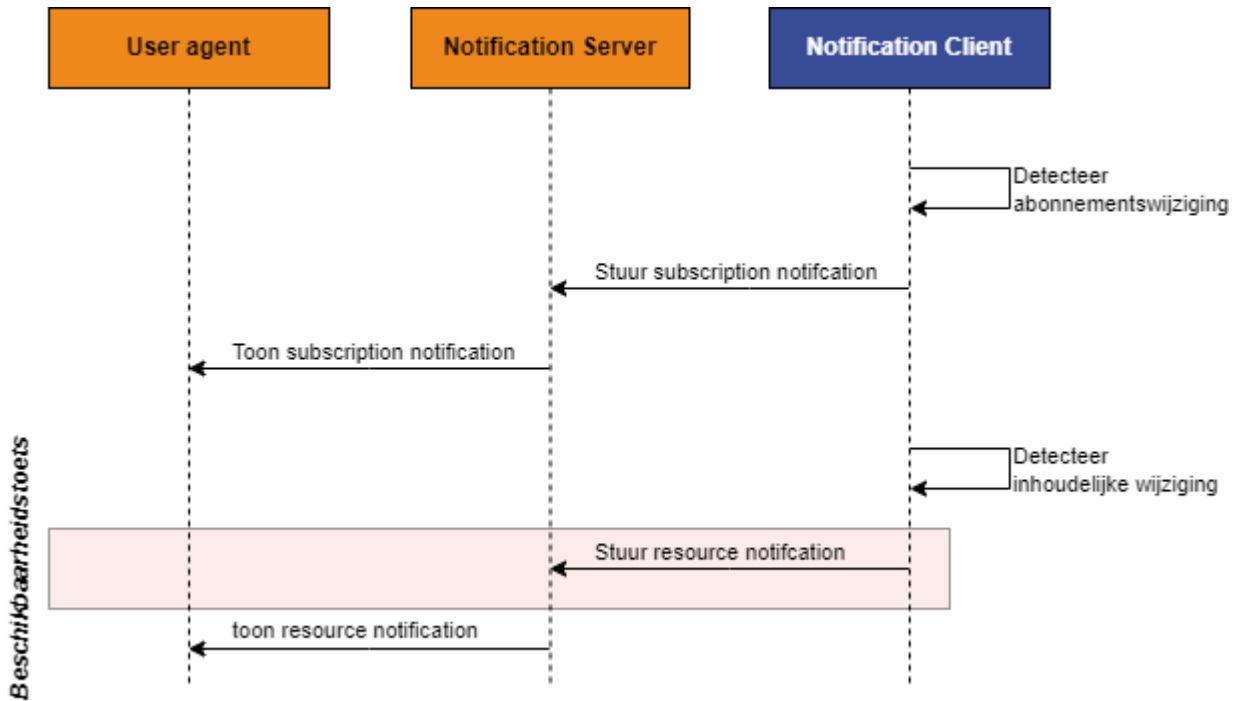 User agent
Notification Server
Notification Client
Detecteer
abonnementswijziging
Stuur subscription notifcation
Toon subscription notification
Detecteer
inhoudelijke wijziging
Beschikbaarheidstoets
Stuur resource notifcation
toon resource notification